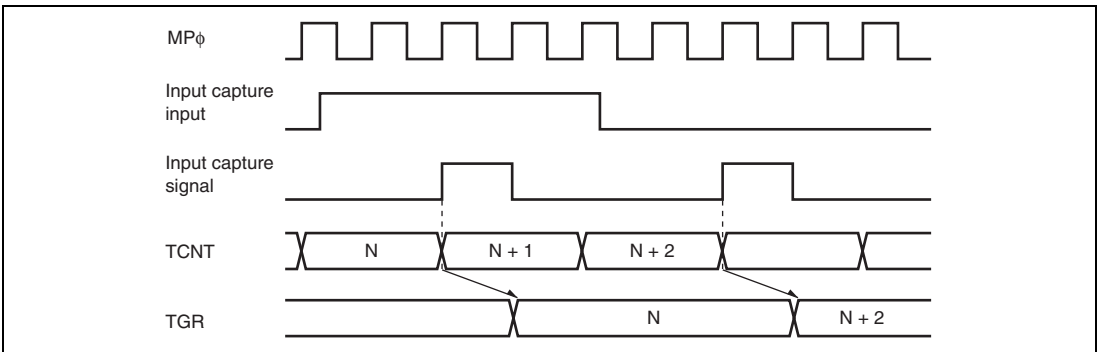 MPφ
Input capture
input
Input capture
signal
TCNT N N + 1 N + 2
TGR N N + 2